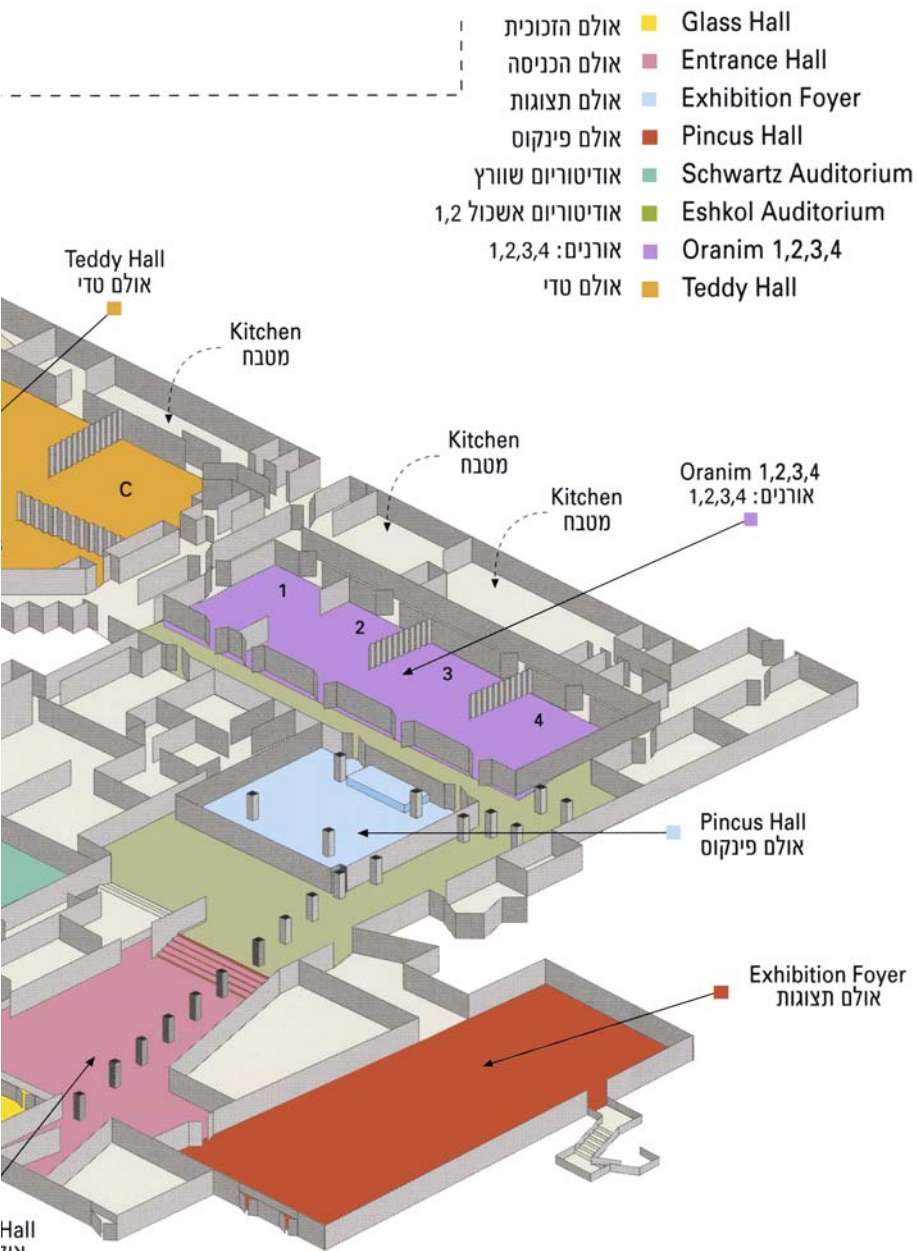 אולם הזכוכית Glass Hall
אולם הכניסה Entrance Hall
אולם תצוגות Exhibition Foyer
אולם פינקוס Pincus Hall
אודיטוריום שוורץ Schwartz Auditorium
אודיטוריום אשכול 1,2 Eshkol Auditorium
אורנים: 1,2,3,4 Oranim 1,2,3,4
אולם טדי Teddy Hall
Teddy Hall
אולם טדי
Kitchen
מטבח
Kitchen
מטבח
Kitchen
מטבח
Oranim 1,2,3,4
אורנים: 1,2,3,4
C
1
2
3
4
Pincus Hall
אולם פינקוס
Exhibition Foyer
אולם תצוגות
Hall